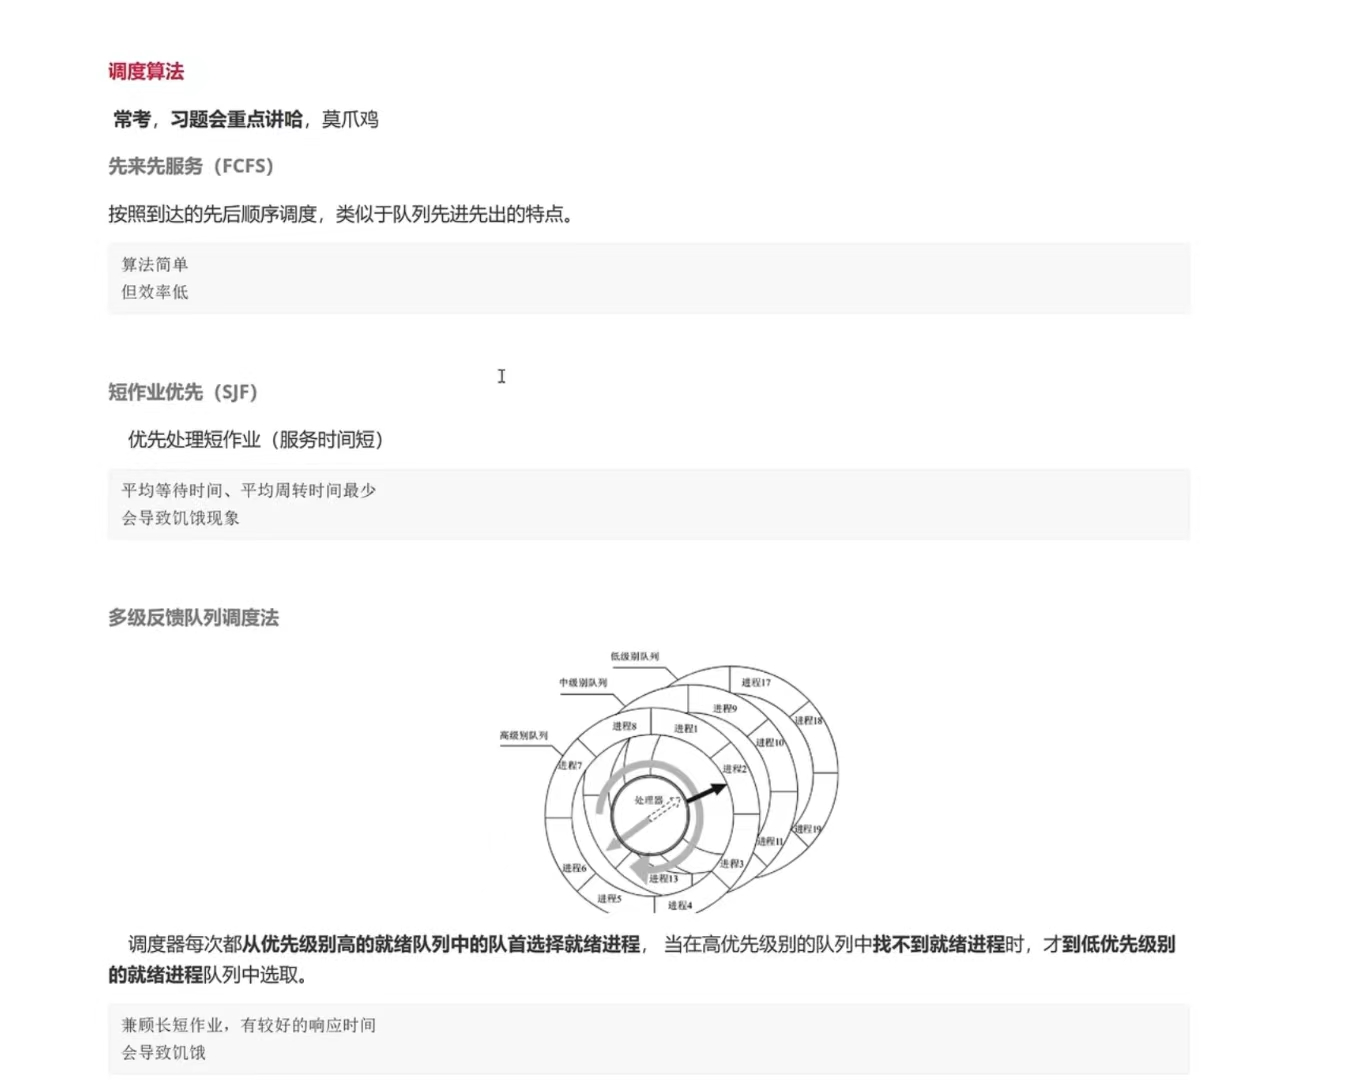 调度算法
常考，习题会重点讲哈，莫爪鸡
先来先服务（FCFS）
按照到达的先后顺序调度，类似于队列先进先出的特点。
算法简单
但效率低
短作业优先（SJF）
优先处理短作业（服务时间短）
平均等待时间、平均周转时间最少
会导致饥饿现象
多级反馈队列调度法
低级别队列
中级别队列
高级别队列
进程17
进程9
进程18
进程8
进程1
进程10
进程7
进程2
处理器
进程19
进程11
进程3
进程6
进程13
进程5
进程4
调度器每次都从优先级别高的就绪队列中的队首选择就绪进程， 当在高优先级别的队列中找不到就绪进程时，才到低优先级别
的就绪进程队列中选取。
兼顾长短作业，有较好的响应时间
会导致饥饿